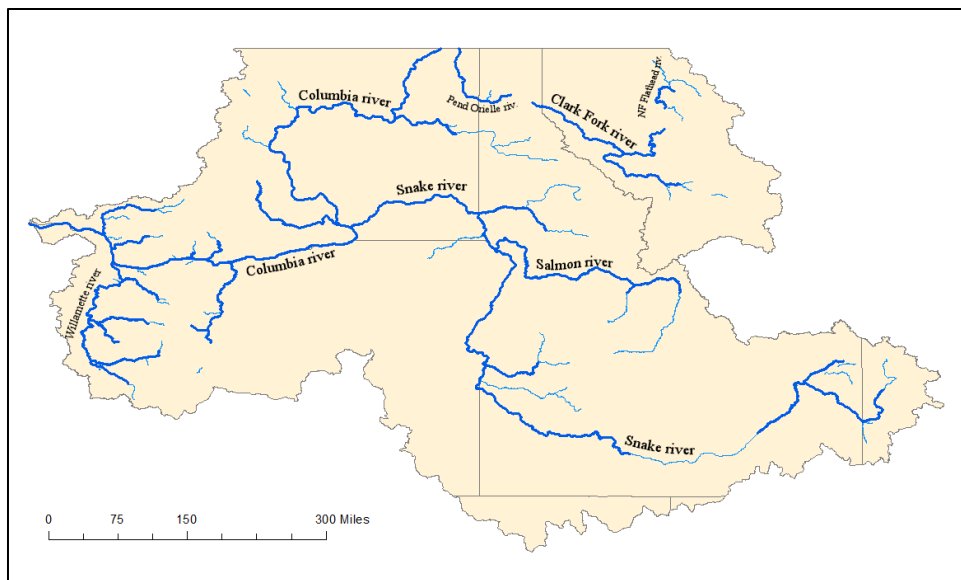 NF Flathead riv.
Columbia river
Pend Orielle riv.
Clark Fork river
Snake river
Columbia river
Salmon river
Willamette river
Snake river
0 75 150 300 Miles